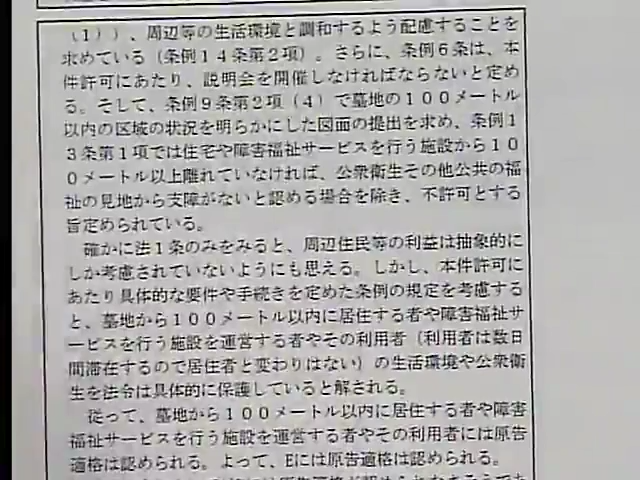 （１））、周辺等の生活環境と調和するよう配慮することを
求めている（条例１４条第２項）。さらに、条例６条は、本
件許可にあたり、説明会を開催しなければならないと定め
る。そして、条例９条第２項（４）で墓地の１００メートル
以内の区域の状況を明らかにした図面の提出を求め、条例１
３条第１項では住宅や障害福祉サービスを行う施設から１０
０メートル以上離れていなければ、公衆衛生その他公共の福
祉の見地から支障がないと認める場合を除き、不許可とする
旨定められている。
確かに法１条のみをみると、周辺住民等の利益は抽象的に
しか考慮されていないようにも思える。しかし、本件許可に
あたり具体的な要件や手続きを定めた条例の規定を考慮する
と、墓地から１００メートル以内に居住する者や障害福祉サ
ービスを行う施設を運営する者やその利用者（利用者は数日
間滞在するので居住者と変わりはない）の生活環境や公衆衛
生を法令は具体的に保護していると解される。
従って、墓地から１００メートル以内に居住する者や障害
福祉サービスを行う施設を運営する者やその利用者には原告
適格は認められる。よって、Eには原告適格は認められる。